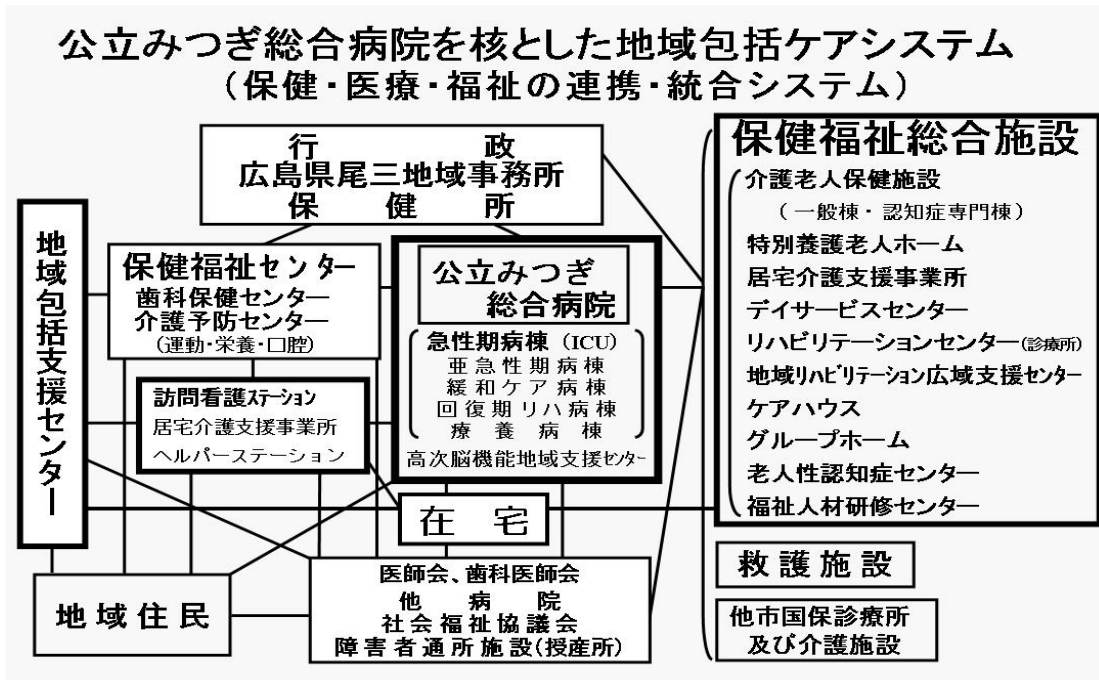 公立みつぎ総合病院を核とした地域包括ケアシステム
（保健・医療・福祉の連携・統合システム）
行政
広島県尾三地域事務所
保健所
地域包括支援センター
保健福祉センター
歯科保健センター
介護予防センター
（運動・栄養・口腔）
訪問看護ステーション
居宅介護支援事業所
ヘルパーステーション
公立みつぎ
総合病院
急性期病棟（ICU）
亜急性期病棟
緩和ケア病棟
回復期リハ病棟
療養病棟
高次脳機能地域支援センター
在宅
地域住民
医師会、歯科医師会
他病院
社会福祉協議会
障害者通所施設（授産所）
保健福祉総合施設
介護老人保健施設
（一般棟・認知症専門棟）
特別養護老人ホーム
居宅介護支援事業所
デイサービスセンター
リハビリテーションセンター（診療所）
地域リハビリテーション広域支援センター
ケアハウス
グループホーム
老人性認知症センター
福祉人材研修センター
救護施設
他市国保診療所
及び介護施設